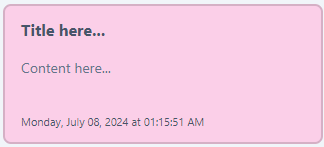 Title here...
Content here...
Monday, July 08, 2024 at 01:15:51 AM